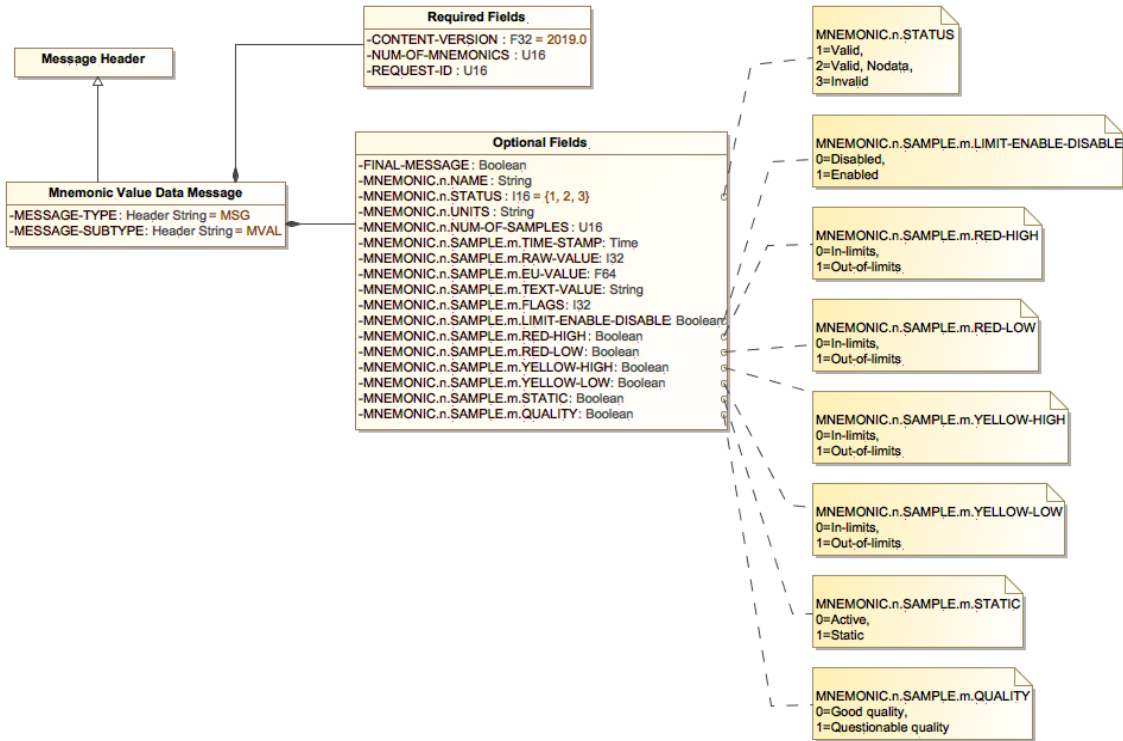 Message Header
Mnemonic Value Data Message
-MESSAGE-TYPE : Header String = MSG
-MESSAGE-SUBTYPE : Header String = MVAL
Required Fields
-CONTENT-VERSION : F32 = 2019.0
-NUM-OF-MNEMONICS : U16
-REQUEST-ID : U16
Optional Fields
-FINAL-MESSAGE : Boolean
-MNEMONIC.n.NAME : String
-MNEMONIC.n.STATUS : I16 = {1, 2, 3}
-MNEMONIC.n.UNITS : String
-MNEMONIC.n.NUM-OF-SAMPLES : U16
-MNEMONIC.n.SAMPLE.m.TIME-STAMP : Time
-MNEMONIC.n.SAMPLE.m.RAW-VALUE : I32
-MNEMONIC.n.SAMPLE.m.EU-VALUE : F64
-MNEMONIC.n.SAMPLE.m.TEXT-VALUE : String
-MNEMONIC.n.SAMPLE.m.FLAGS : I32
-MNEMONIC.n.SAMPLE.m.LIMIT-ENABLE-DISABLE : Boolean
-MNEMONIC.n.SAMPLE.m.RED-HIGH : Boolean
-MNEMONIC.n.SAMPLE.m.RED-LOW : Boolean
-MNEMONIC.n.SAMPLE.m.YELLOW-HIGH : Boolean
-MNEMONIC.n.SAMPLE.m.YELLOW-LOW : Boolean
-MNEMONIC.n.SAMPLE.m.STATIC : Boolean
-MNEMONIC.n.SAMPLE.m.QUALITY : Boolean
MNEMONIC.n.STATUS
1=Valid,
2=Valid, Nodata,
3=Invalid
MNEMONIC.n.SAMPLE.m.LIMIT-ENABLE-DISABLE
0=Disabled,
1=Enabled
MNEMONIC.n.SAMPLE.m.RED-HIGH
0=In-limits,
1=Out-of-limits
MNEMONIC.n.SAMPLE.m.RED-LOW
0=In-limits,
1=Out-of-limits
MNEMONIC.n.SAMPLE.m.YELLOW-HIGH
0=In-limits,
1=Out-of-limits
MNEMONIC.n.SAMPLE.m.YELLOW-LOW
0=In-limits,
1=Out-of-limits
MNEMONIC.n.SAMPLE.m.STATIC
0=Active,
1=Static
MNEMONIC.n.SAMPLE.m.QUALITY
0=Good quality,
1=Questionable quality